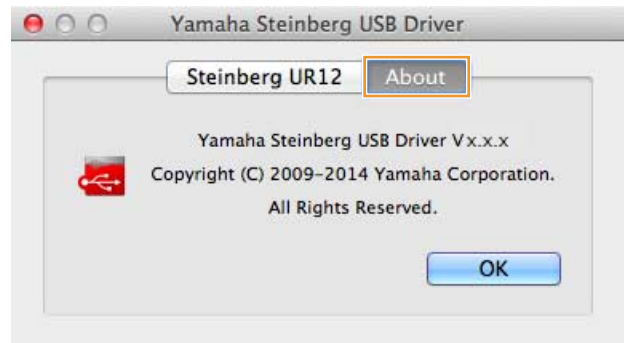 Yamaha Steinberg USB Driver
Steinberg UR12 About
Yamaha Steinberg USB Driver Vx.x.x
Copyright (C) 2009-2014 Yamaha Corporation.
All Rights Reserved.
OK